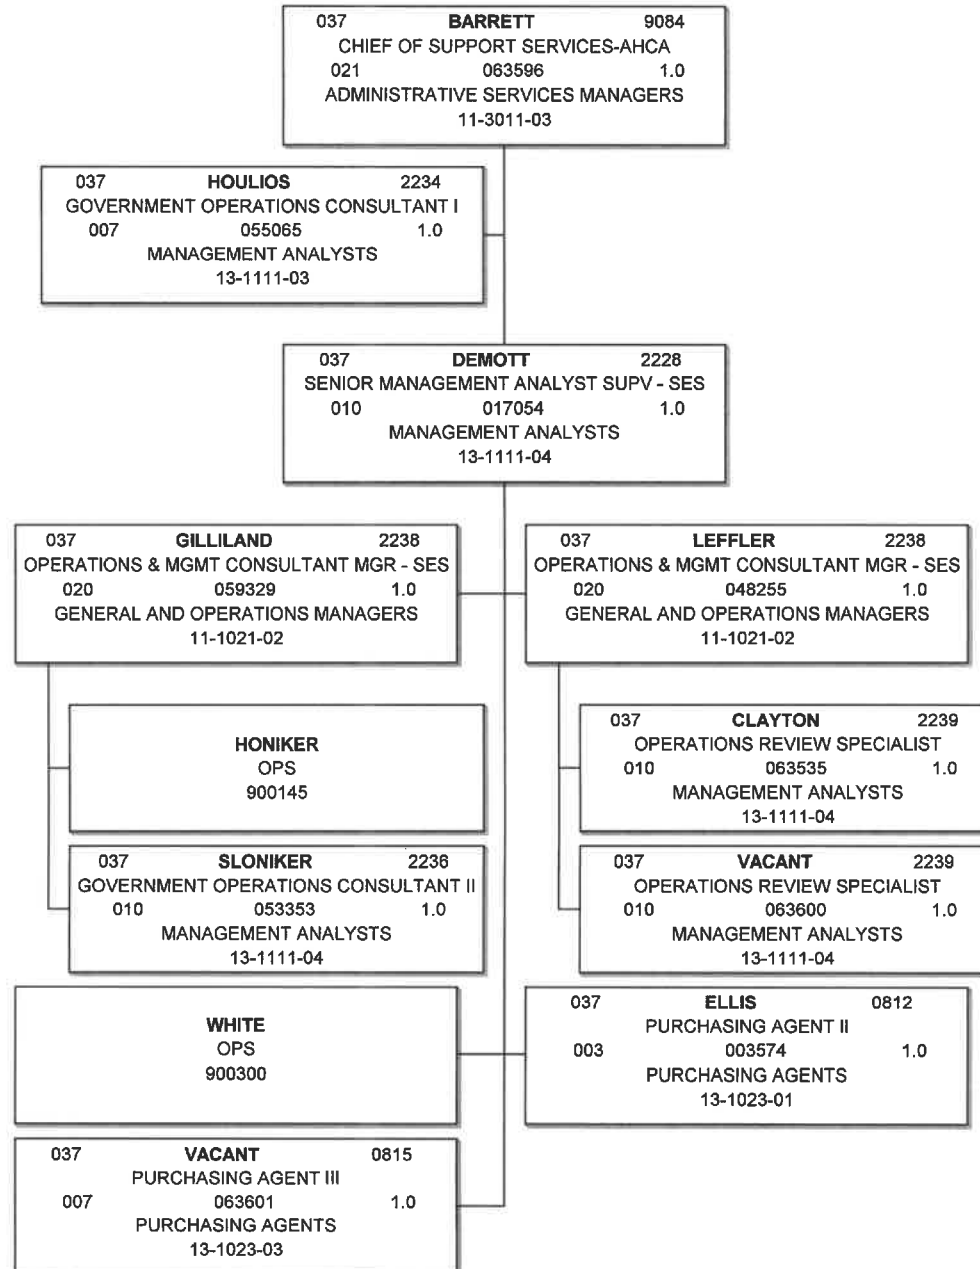 037 BARRETT 9084
CHIEF OF SUPPORT SERVICES-AHCA
021 063596 1.0
ADMINISTRATIVE SERVICES MANAGERS
11-3011-03
037 HOULIOS 2234
GOVERNMENT OPERATIONS CONSULTANT I
007 055065 1.0
MANAGEMENT ANALYSTS
13-1111-03
037 DEMOTT 2228
SENIOR MANAGEMENT ANALYST SUPV - SES
010 017054 1.0
MANAGEMENT ANALYSTS
13-1111-04
037 GILLILAND 2238
OPERATIONS & MGMT CONSULTANT MGR - SES
020 059329 1.0
GENERAL AND OPERATIONS MANAGERS
11-1021-02
037 LEFFLER 2238
OPERATIONS & MGMT CONSULTANT MGR - SES
020 048255 1.0
GENERAL AND OPERATIONS MANAGERS
11-1021-02
HONIKER
OPS
900145
037 CLAYTON 2239
OPERATIONS REVIEW SPECIALIST
010 063535 1.0
MANAGEMENT ANALYSTS
13-1111-04
037 SLONIKER 2236
GOVERNMENT OPERATIONS CONSULTANT II
010 053353 1.0
MANAGEMENT ANALYSTS
13-1111-04
037 VACANT 2239
OPERATIONS REVIEW SPECIALIST
010 063600 1.0
MANAGEMENT ANALYSTS
13-1111-04
WHITE
OPS
900300
037 ELLIS 0812
PURCHASING AGENT II
003 003574 1.0
PURCHASING AGENTS
13-1023-01
037 VACANT 0815
PURCHASING AGENT III
007 063601 1.0
PURCHASING AGENTS
13-1023-03